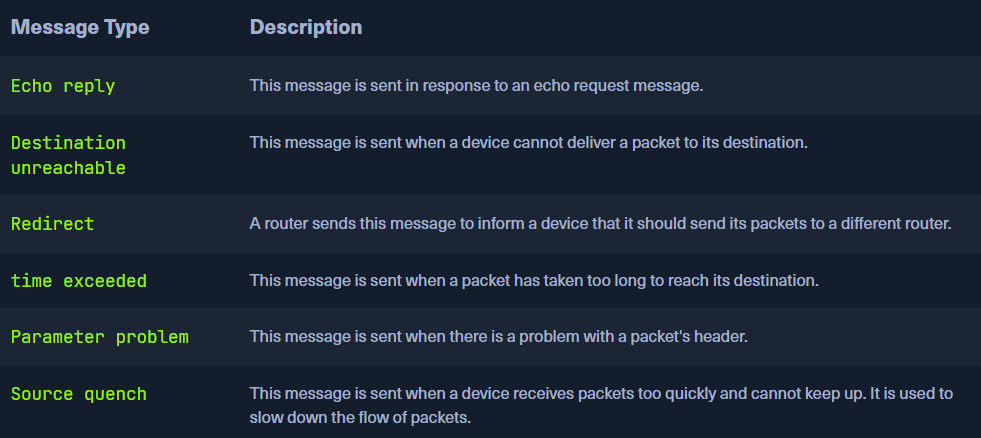 Message Type Description
Echo reply This message is sent in response to an echo request message.
Destination This message is sent when a device cannot deliver a packet to its destination.
unreachable
Redirect A router sends this message to inform a device that it should send its packets to a different router.
time exceeded This message is sent when a packet has taken too long to reach its destination.
Parameter problem This message is sent when there is a problem with a packet's header.
Source quench This message is sent when a device receives packets too quickly and cannot keep up. It is used to
slow down the flow of packets.